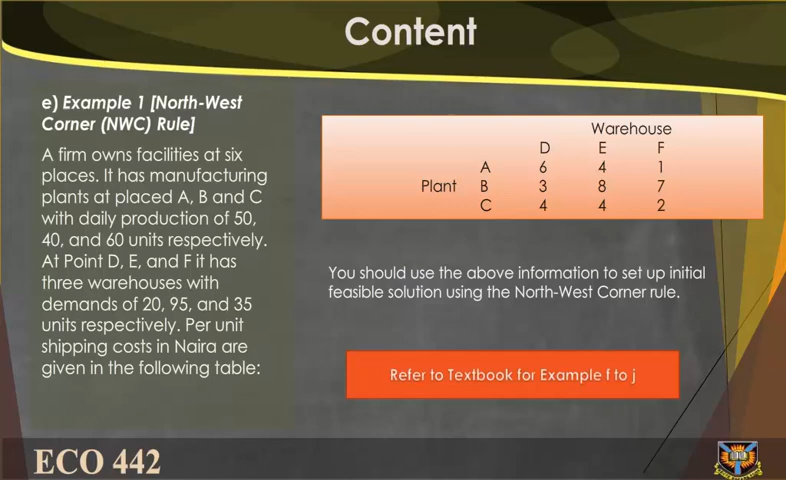 Content
e) Example 1 [North-West
Corner (NWC) Rule]
A firm owns facilities at six
places. It has manufacturing
plants at placed A, B and C
with daily production of 50,
40, and 60 units respectively.
At Point D, E, and F it has
three warehouses with
demands of 20, 95, and 35
units respectively. Per unit
shipping costs in Naira are
given in the following table:
Warehouse
D E F
A 6 4 1
Plant B 3 8 7
C 4 4 2
You should use the above information to set up initial
feasible solution using the North-West Corner rule.
Refer to Textbook for Example f to j
ECO 442